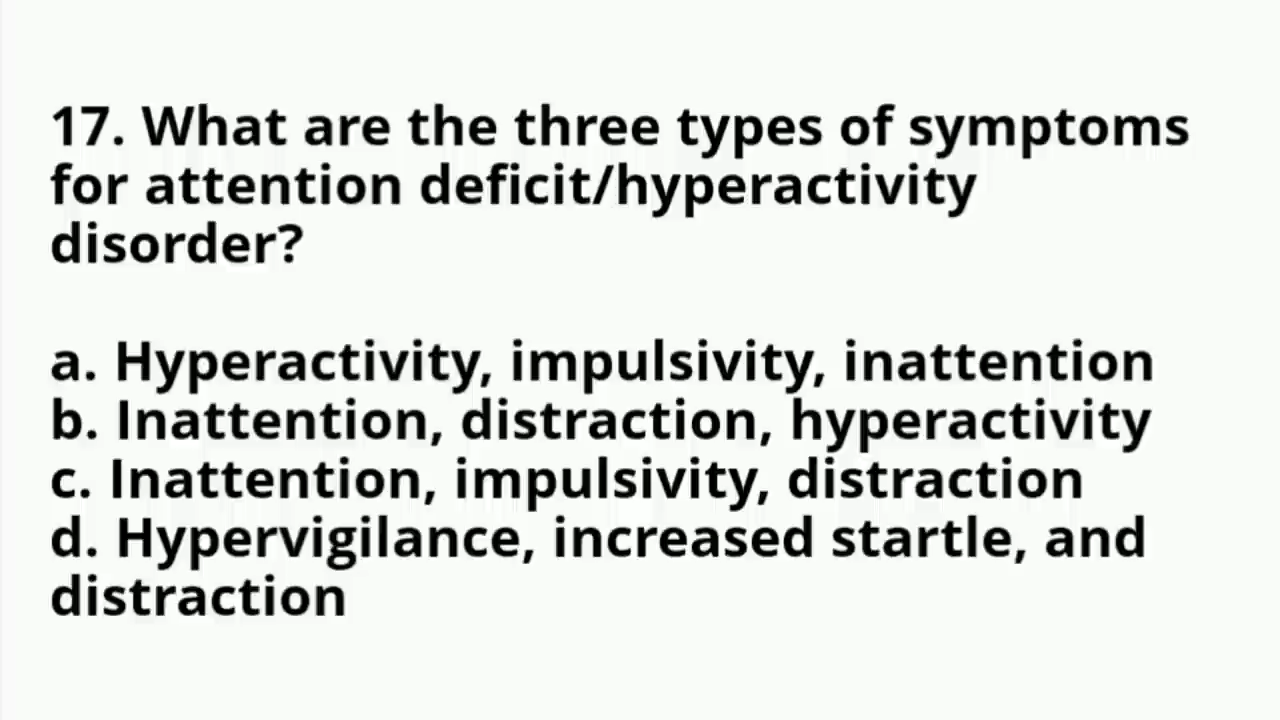 17. What are the three types of symptoms
for attention deficit/hyperactivity
disorder?
a. Hyperactivity, impulsivity, inattention
b. Inattention, distraction, hyperactivity
c. Inattention, impulsivity, distraction
d. Hypervigilance, increased startle, and
distraction